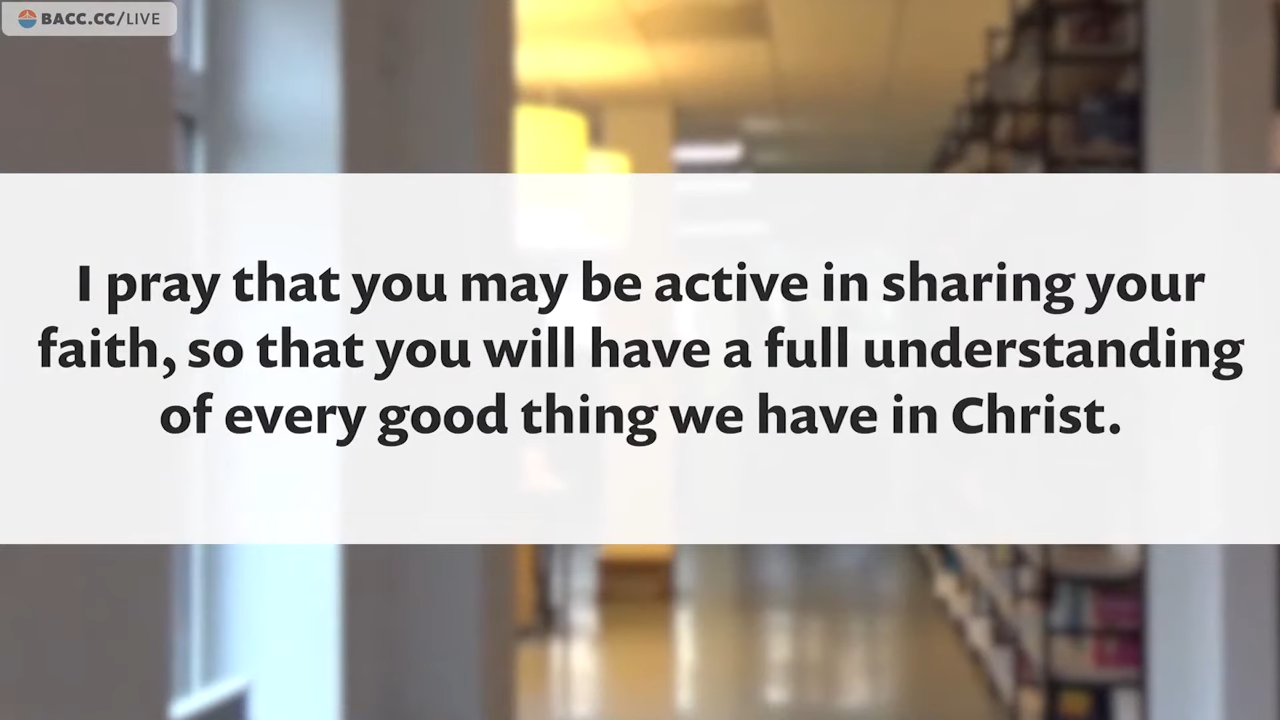 BACC.CC/LIVE
I pray that you may be active in sharing your
faith, so that you will have a full understanding
of every good thing we have in Christ.